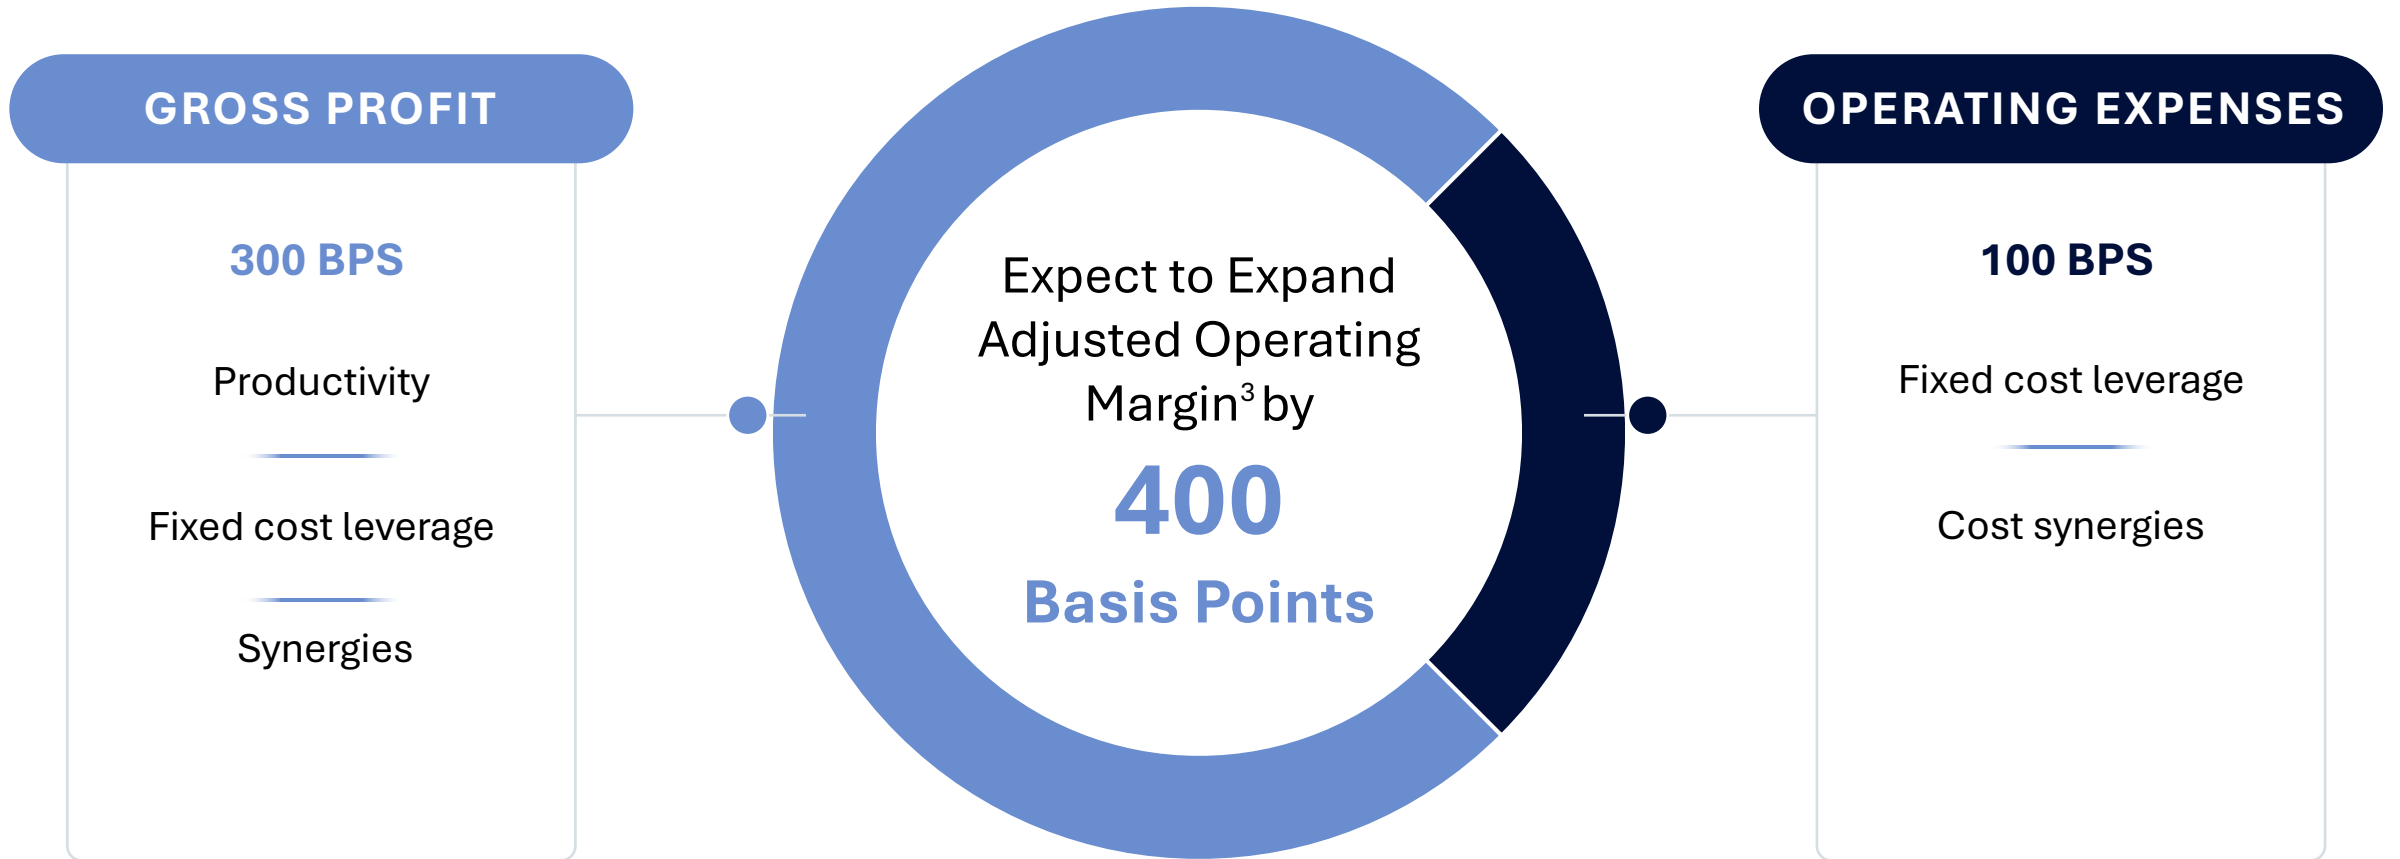 GROSS PROFIT
300 BPS
Productivity
Fixed cost leverage
Synergies
Expect to Expand
Adjusted Operating
Margin³ by
400
Basis Points
OPERATING EXPENSES
100 BPS
Fixed cost leverage
Cost synergies